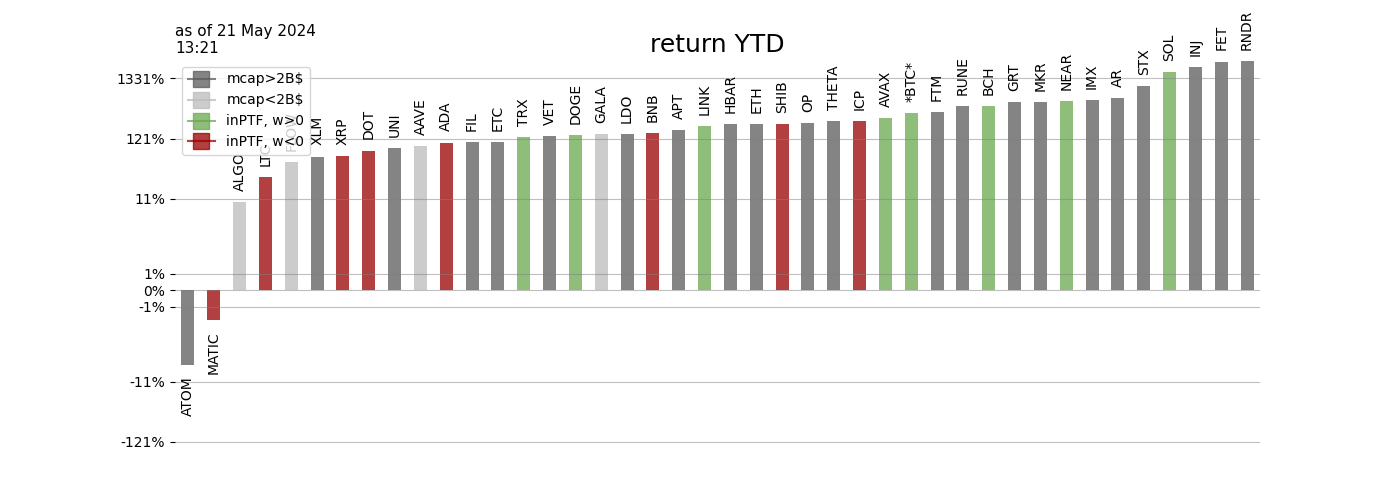 as of 21 May 2024
13:21
return YTD
1331%
121%
11%
1%
0%
-1%
-11%
-121%
mcap>2B$
mcap<2B$
inPTF, w>0
inPTF, w<0
ATOM
MATIC
ALGO
LTC
XLM
XRP
DOT
UNI
AAVE
ADA
FIL
ETC
TRX
VET
DOGE
GALA
LDO
BNB
APT
LINK
HBAR
ETH
SHIB
OP
THETA
ICP
AVAX
*BTC*
FTM
RUNE
BCH
GRT
MKR
NEAR
IMX
AR
STX
SOL
INJ
FET
RNDR